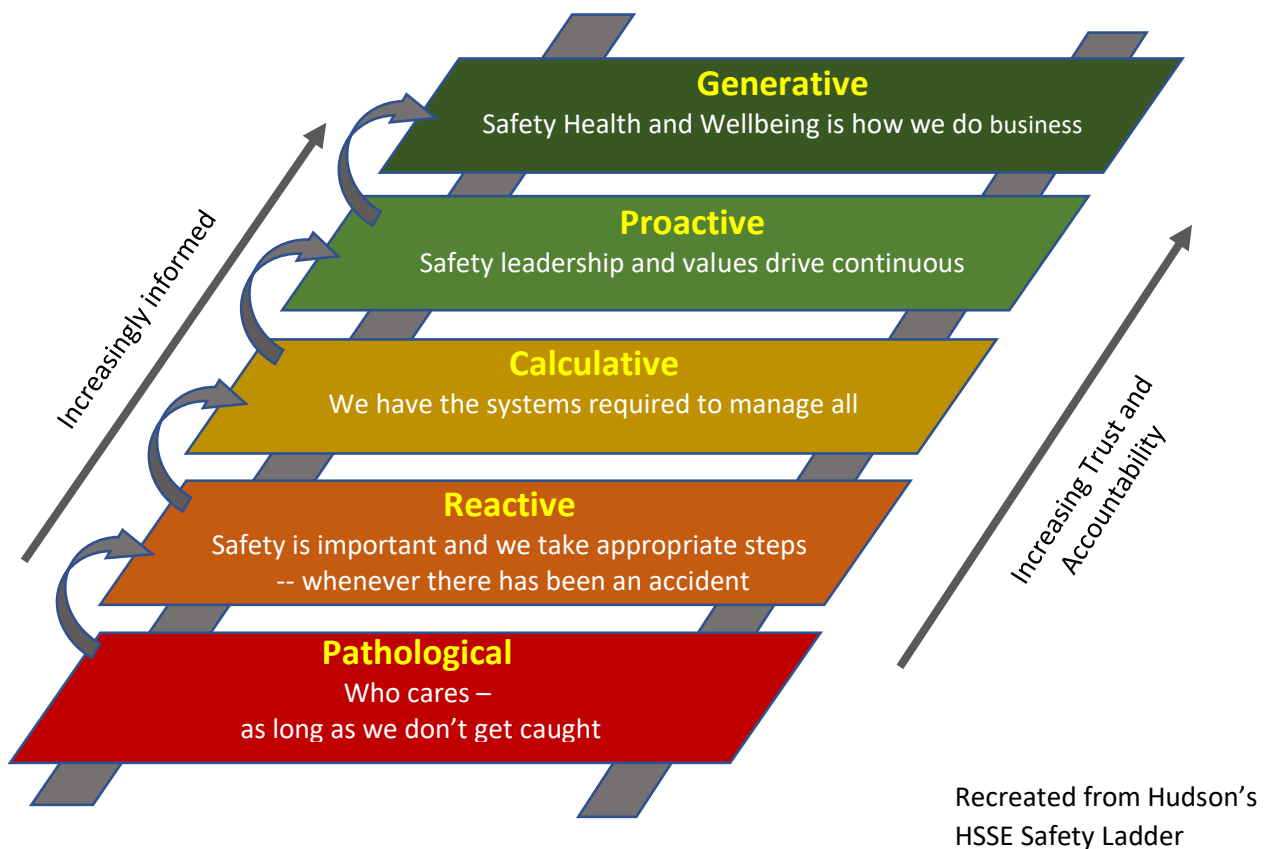 Generative
Safety Health and Wellbeing is how we do business
Proactive
Safety leadership and values drive continuous
Calculative
We have the systems required to manage all
Reactive
Safety is important and we take appropriate steps
-- whenever there has been an accident
Pathological
Who cares –
as long as we don’t get caught
Increasingly informed
Increasing Trust and
Accountability
Recreated from Hudson’s
HSSE Safety Ladder